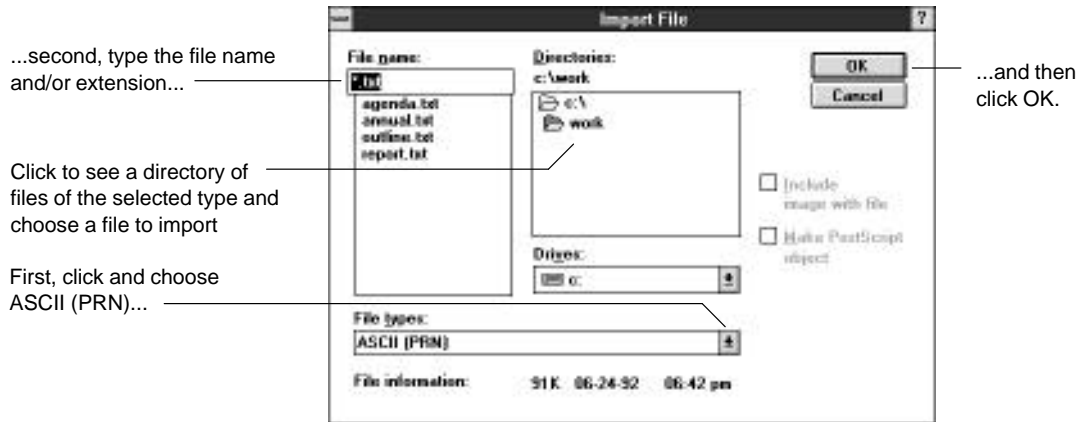 Import File
?
...second, type the file name
and/or extension...
File name:
*.txt
agenda.txt
annual.txt
outline.txt
report.txt
Directories:
c:\work
c:\
work
OK
Cancel
...and then
click OK.
Click to see a directory of
files of the selected type and
choose a file to import
Include
image with file
Make PostScript
object
First, click and choose
ASCII (PRN)...
Drives:
c:
File types:
ASCII (PRN)
File information:
91K 06-24-92 06:42 pm